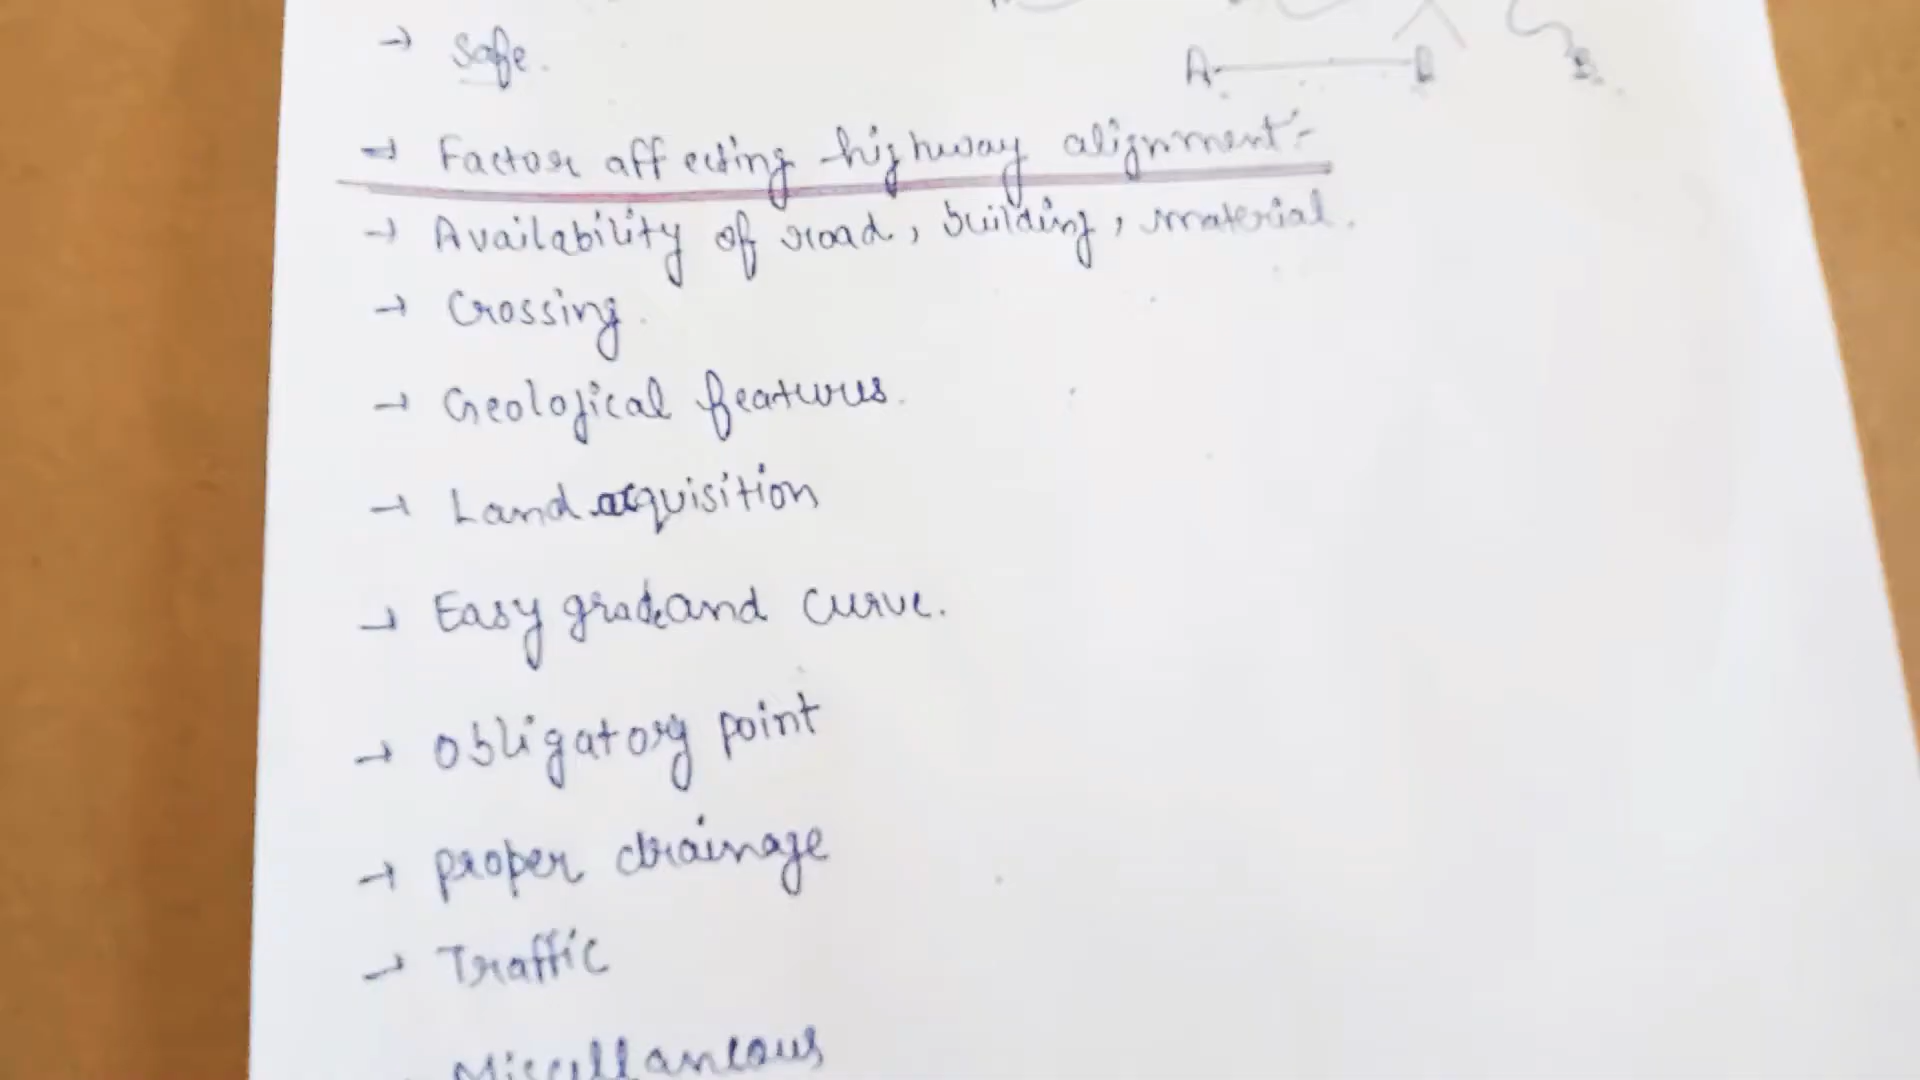 → Safe.
A B B
→ Factor affecting highway alignment:-
→ Availability of road, building, material.
→ Crossing.
→ Geological features.
→ Land acquisition
→ Easy grade and curve.
→ Obligatory point
→ proper drainage
→ Traffic
Miscellaneous